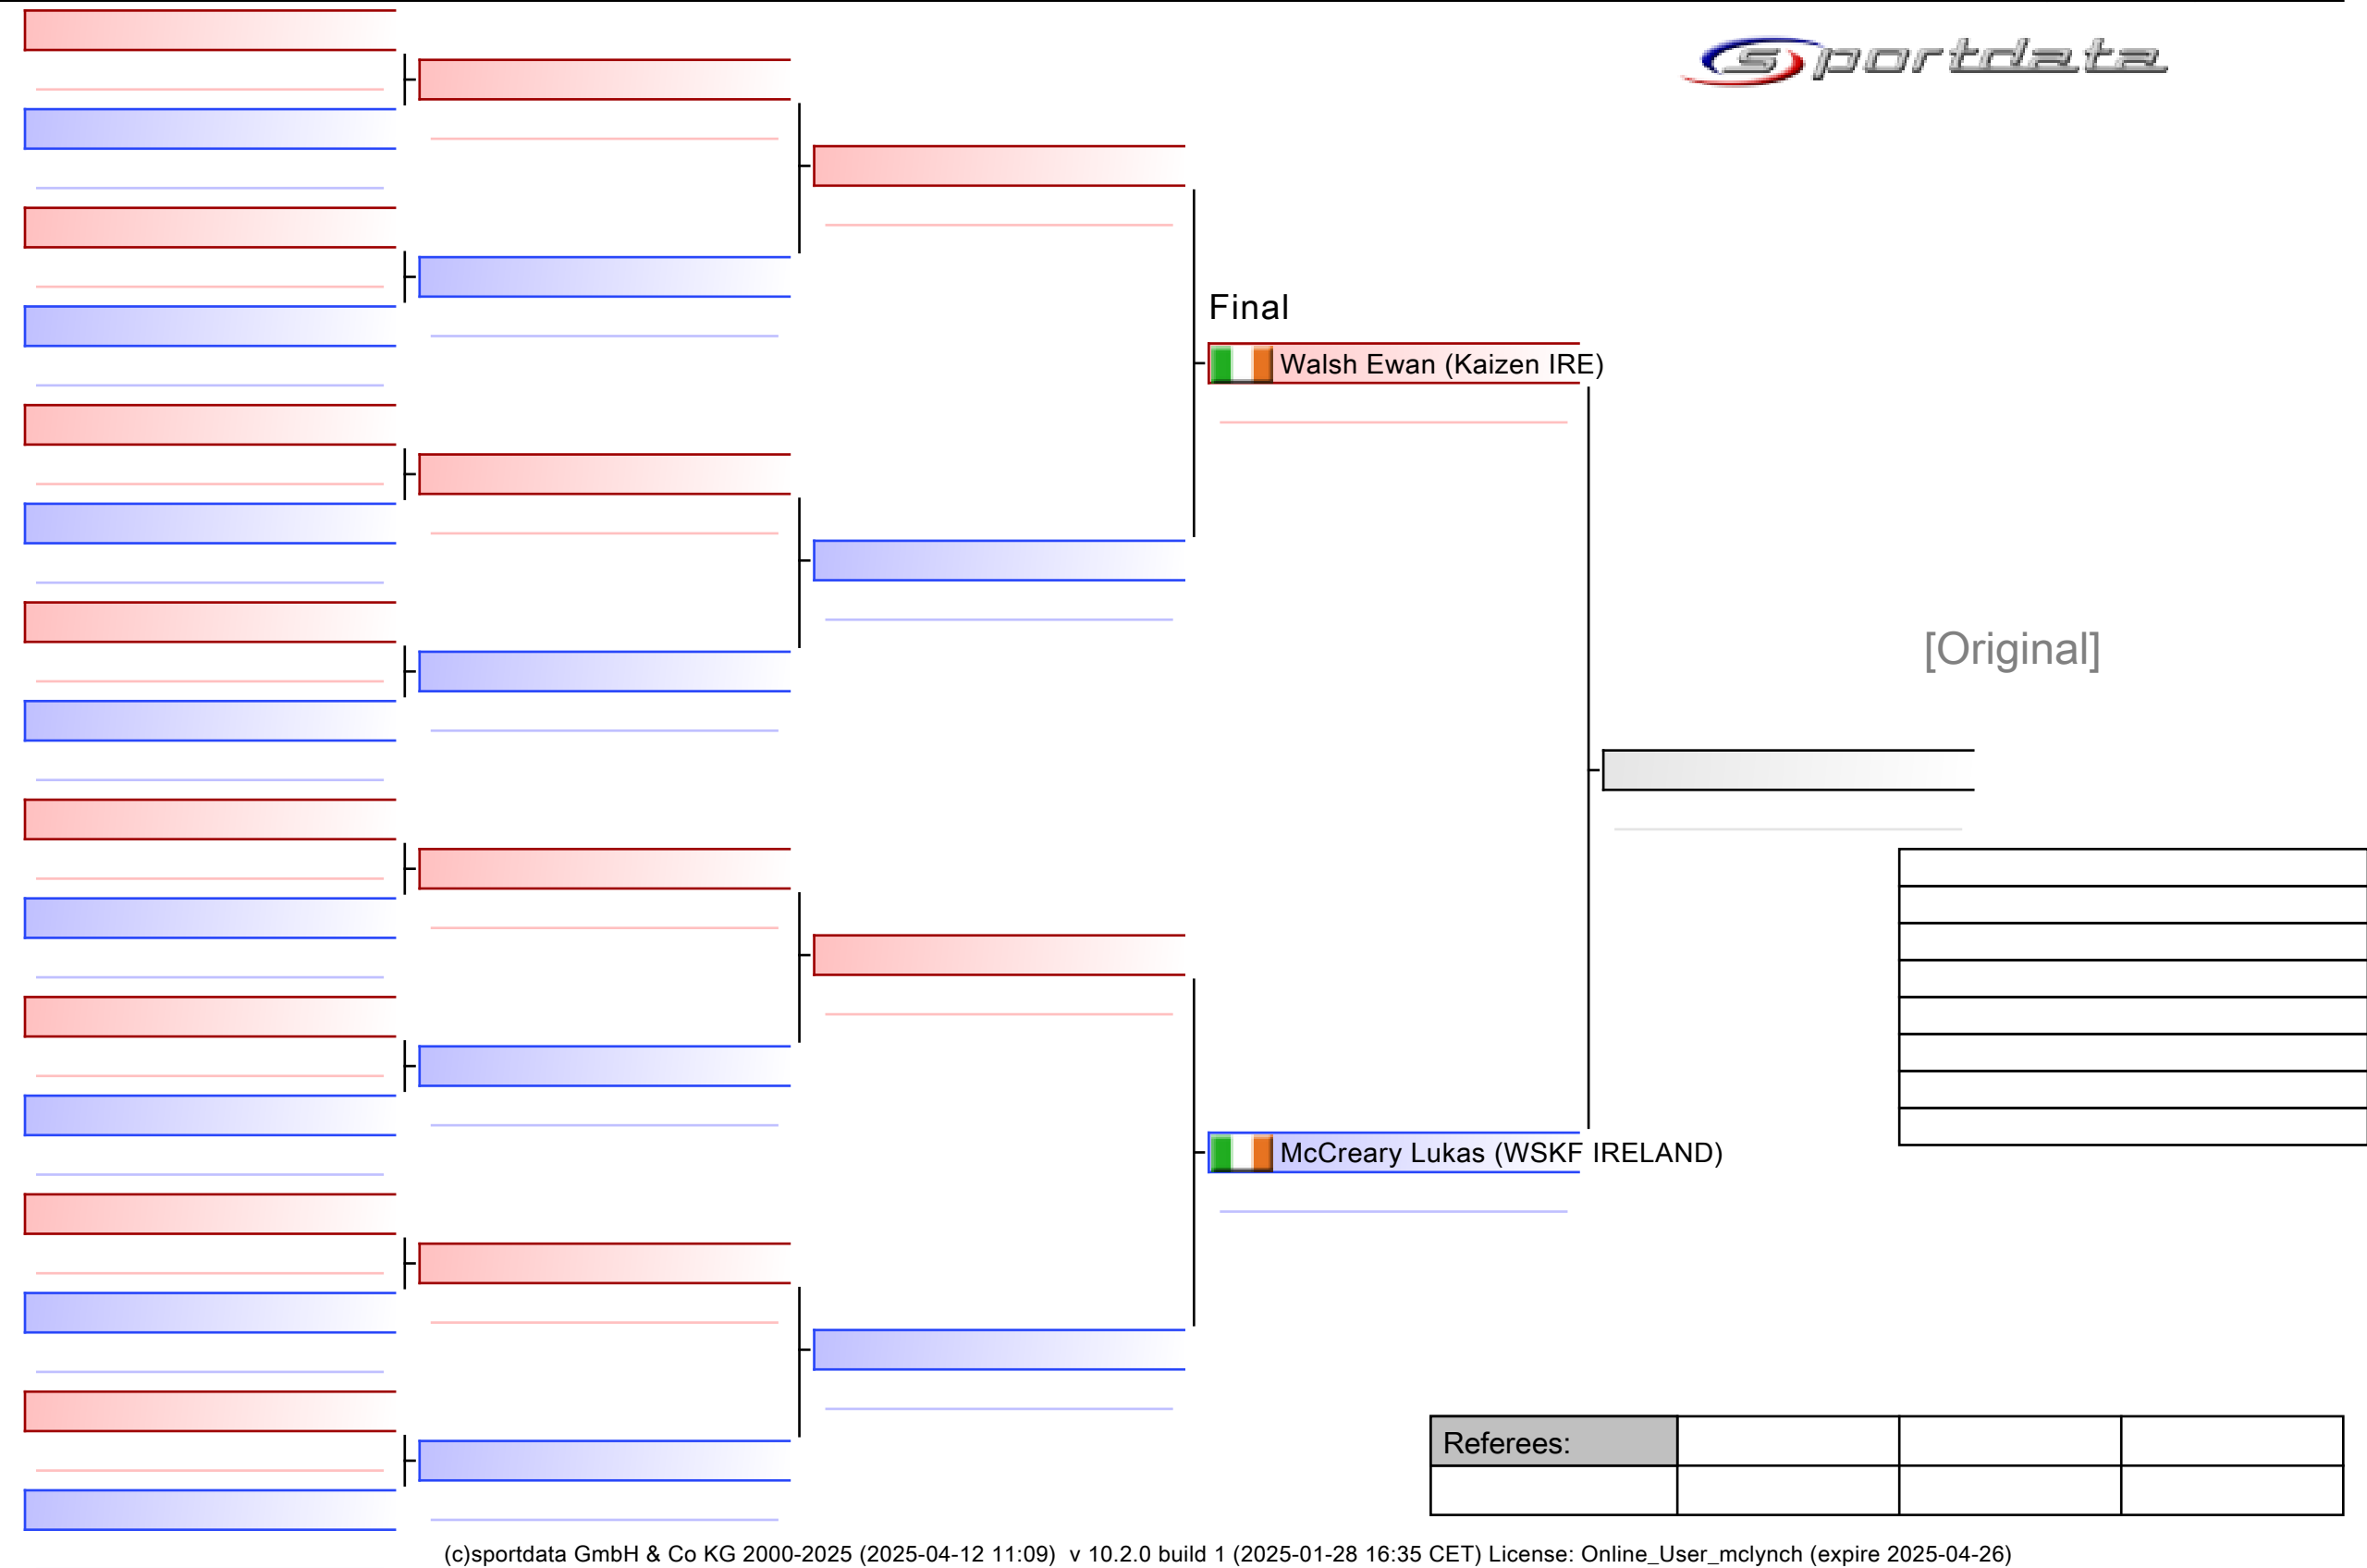 sportdata
Final
Walsh Ewan (Kaizen IRE)
[Original]
McCreary Lukas (WSKF IRELAND)
Referees:
(c)sportdata GmbH & Co KG 2000-2025 (2025-04-12 11:09)  v 10.2.0 build 1 (2025-01-28 16:35 CET) License: Online_User_mclynch (expire 2025-04-26)